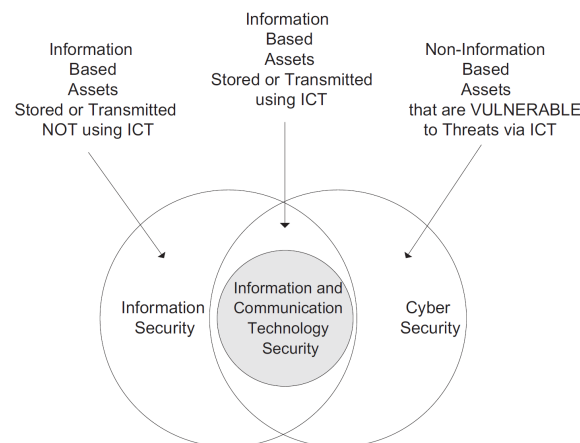 Information
Based
Assets
Stored or Transmitted
NOT using ICT
Information
Based
Assets
Stored or Transmitted
using ICT
Non-Information
Based
Assets
that are VULNERABLE
to Threats via ICT
Information
Security
Information and
Communication
Technology
Security
Cyber
Security